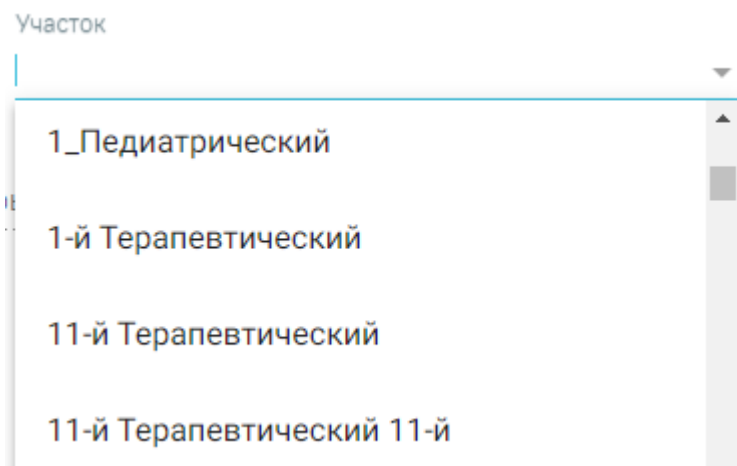 Участок
1_Педиатрический
1-й Терапевтический
11-й Терапевтический
11-й Терапевтический 11-й